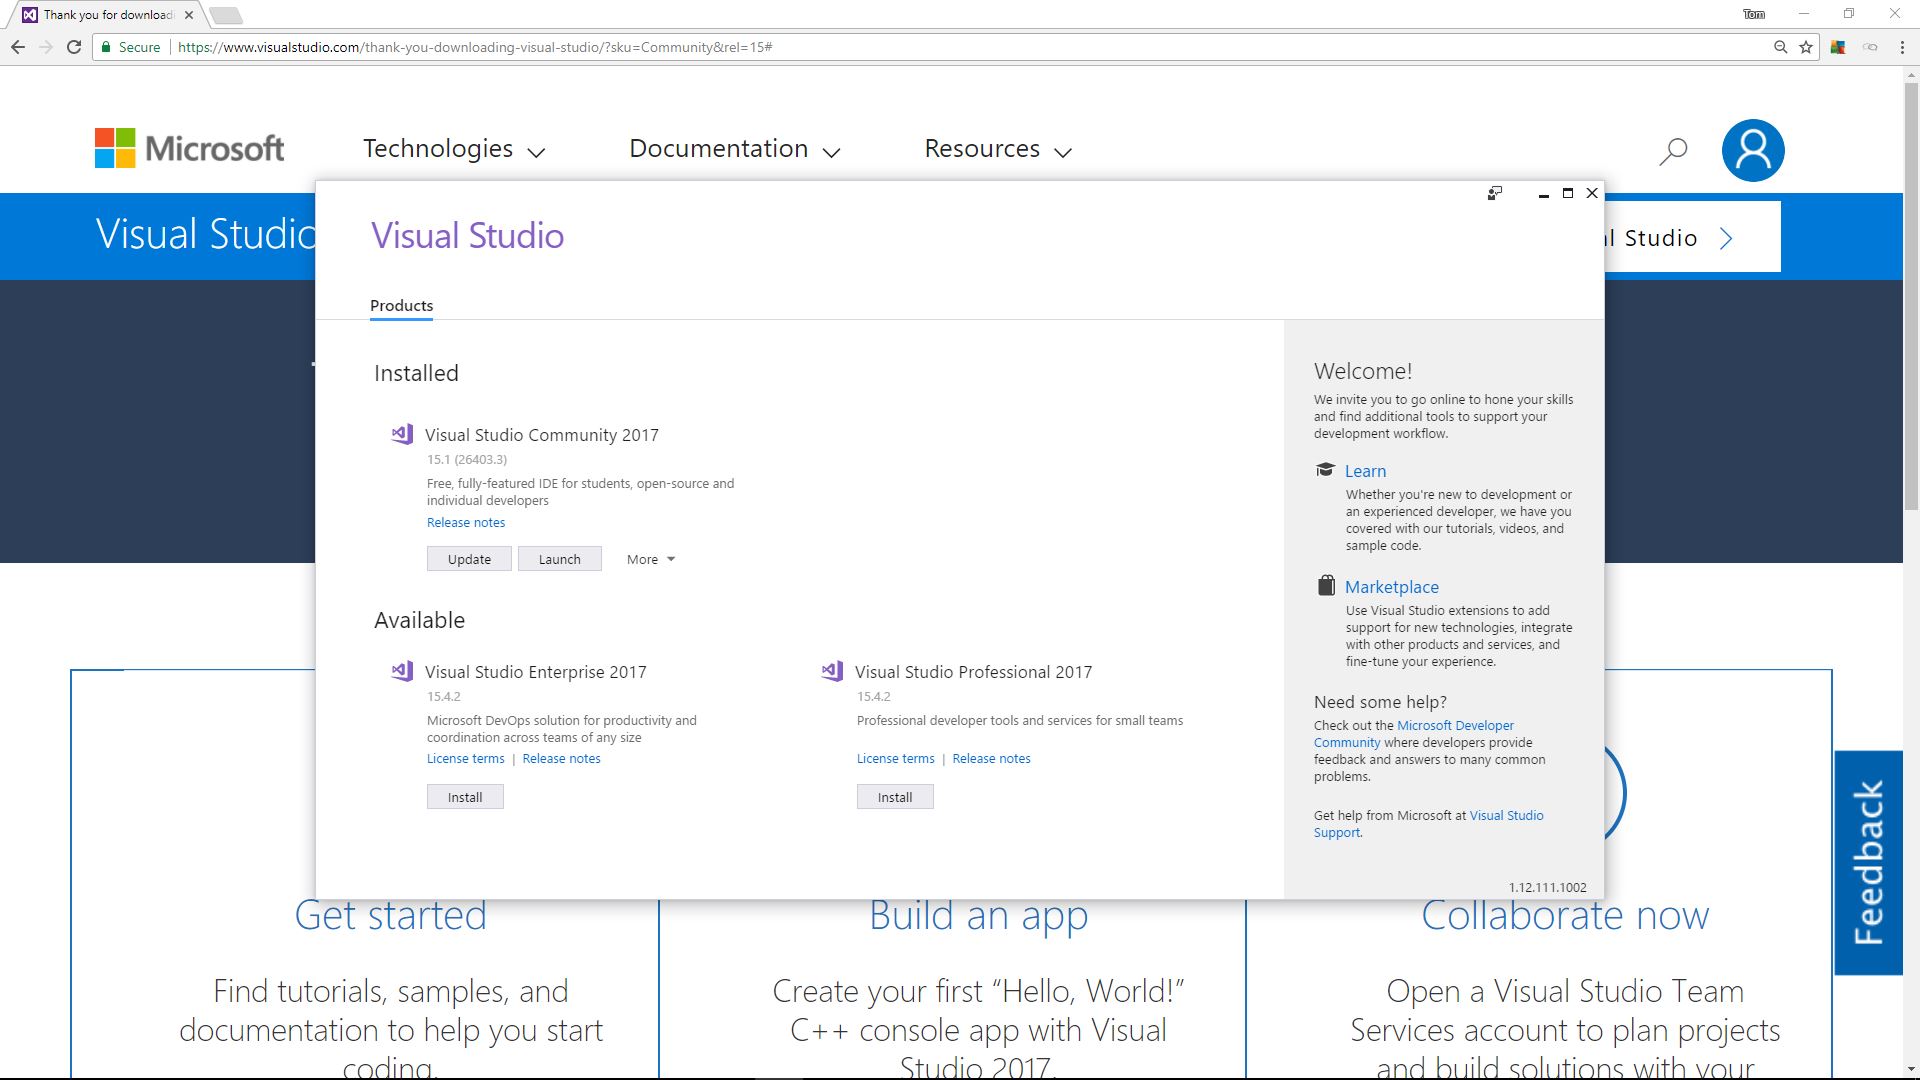 Thank you for downloadi
Tom
Secure
https://www.visualstudio.com/thank-you-downloading-visual-studio/?sku=Community&rel=15#
Microsoft
Technologies
Documentation
Resources
Visual Studio
al Studio
Visual Studio
Products
Installed
Visual Studio Community 2017
15.1 (26403.3)
Free, fully-featured IDE for students, open-source and
individual developers
Release notes
Update
Launch
More
Available
Visual Studio Enterprise 2017
15.4.2
Microsoft DevOps solution for productivity and
coordination across teams of any size
License terms | Release notes
Install
Visual Studio Professional 2017
15.4.2
Professional developer tools and services for small teams
License terms | Release notes
Install
Welcome!
We invite you to go online to hone your skills
and find additional tools to support your
development workflow.
Learn
Whether you're new to development or
an experienced developer, we have you
covered with our tutorials, videos, and
sample code.
Marketplace
Use Visual Studio extensions to add
support for new technologies, integrate
with other products and services, and
fine-tune your experience.
Need some help?
Check out the Microsoft Developer
Community where developers provide
feedback and answers to many common
problems.
Get help from Microsoft at Visual Studio
Support.
1.12.111.1002
Feedback
Get started
Find tutorials, samples, and
documentation to help you start
coding.
Build an app
Create your first “Hello, World!”
C++ console app with Visual
Studio 2017.
Collaborate now
Open a Visual Studio Team
Services account to plan projects
and build solutions with your